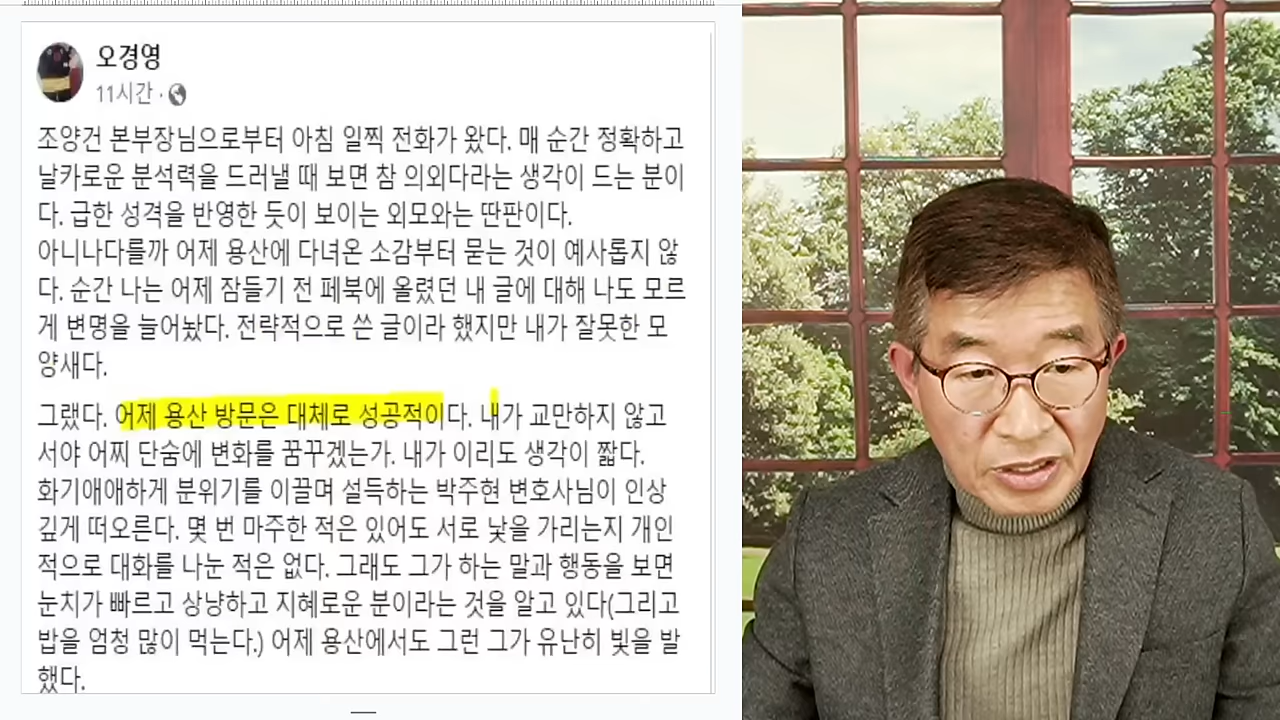 오경영
11시간 ·
조양건 본부장님으로부터 아침 일찍 전화가 왔다. 매 순간 정확하고
날카로운 분석력을 드러낼 때 보면 참 의외다라는 생각이 드는 분이
다. 급한 성격을 반영한 듯이 보이는 외모와는 딴판이다.
아니나다를까 어제 용산에 다녀온 소감부터 묻는 것이 예사롭지 않
다. 순간 나는 어제 잠들기 전 페북에 올렸던 내 글에 대해 나도 모르
게 변명을 늘어놨다. 전략적으로 쓴 글이라 했지만 내가 잘못한 모
양새다.
그랬다. 어제 용산 방문은 대체로 성공적이다. 내가 교만하지 않고
서야 어찌 단숨에 변화를 꿈꾸겠는가. 내가 이리도 생각이 짧다.
화기애애하게 분위기를 이끌며 설득하는 박주현 변호사님이 인상
깊게 떠오른다. 몇 번 마주한 적은 있어도 서로 낯을 가리는지 개인
적으로 대화를 나눈 적은 없다. 그래도 그가 하는 말과 행동을 보면
눈치가 빠르고 상냥하고 지혜로운 분이라는 것을 알고 있다(그리고
밥을 엄청 많이 먹는다.) 어제 용산에서도 그런 그가 유난히 빛을 발
했다.